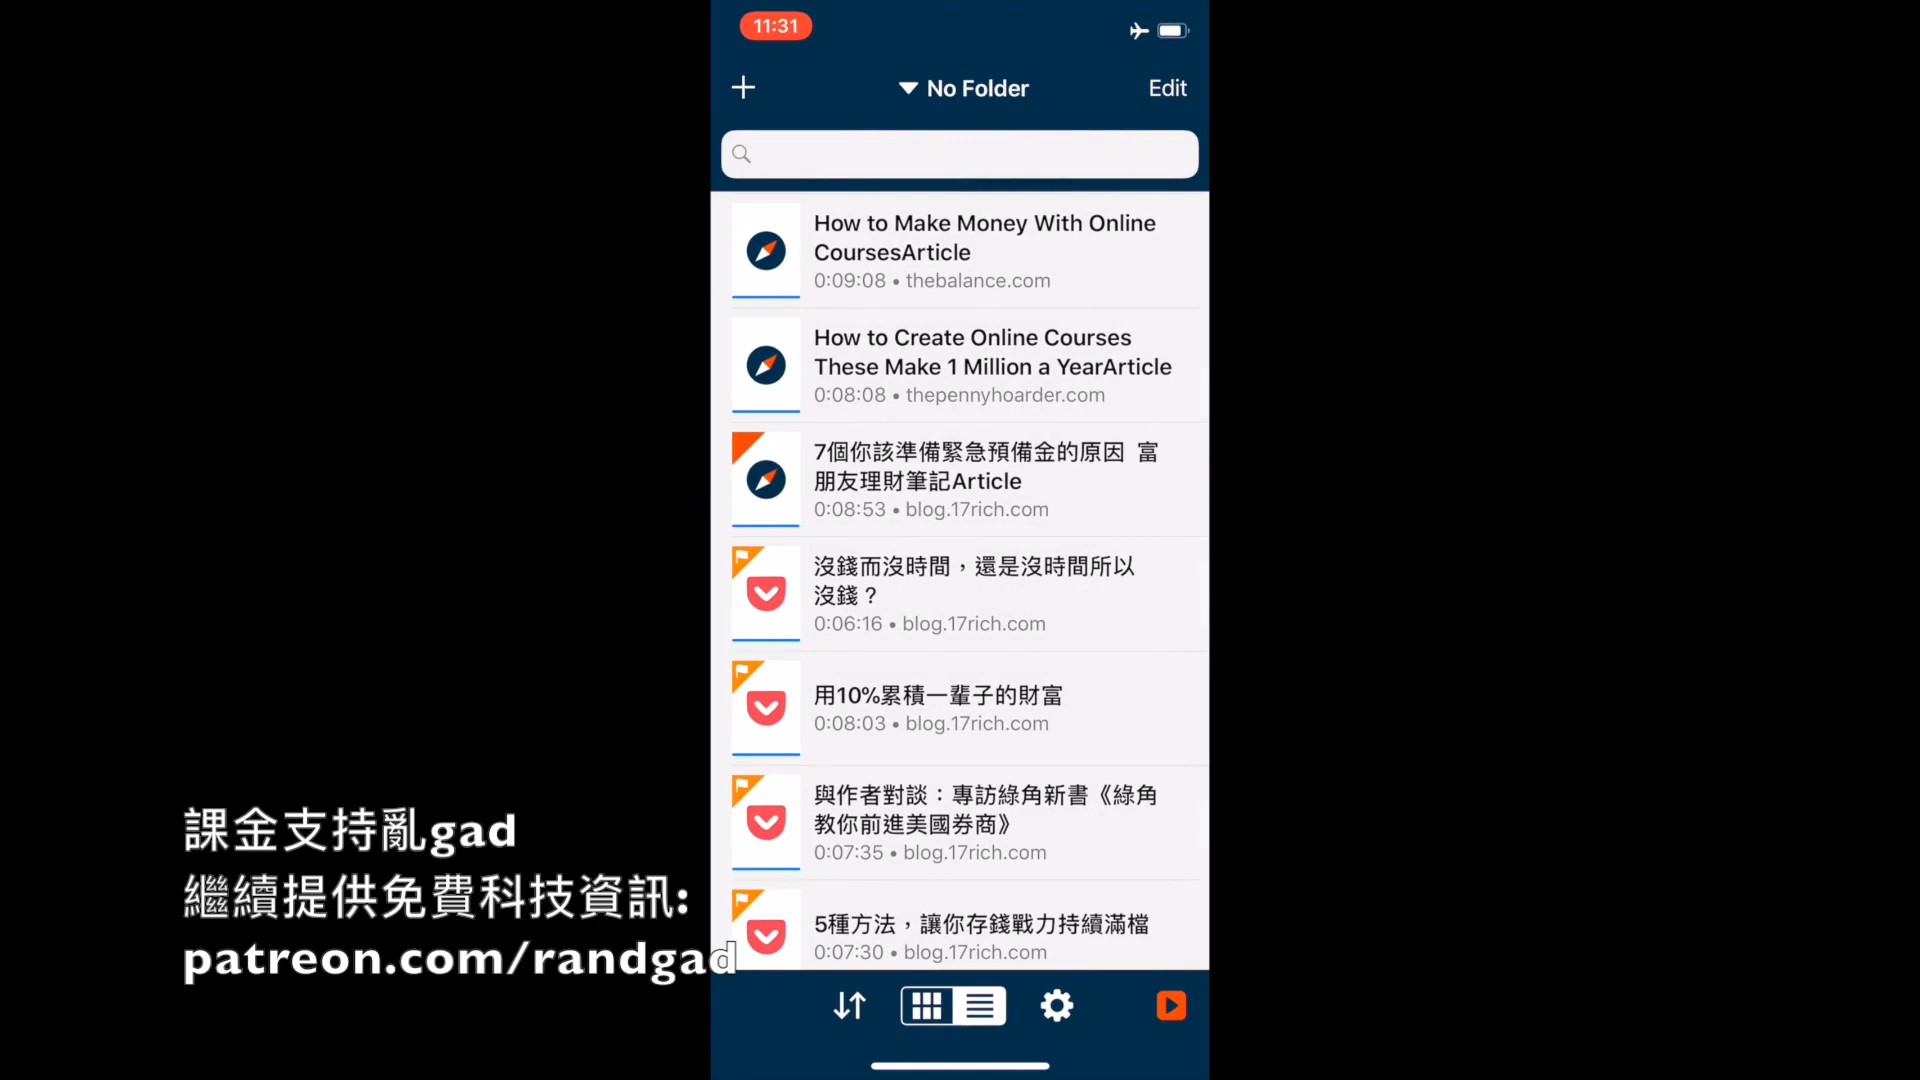 11:31
No Folder
Edit
How to Make Money With Online
CoursesArticle
0:09:08 • thebalance.com
How to Create Online Courses
These Make 1 Million a YearArticle
0:08:08 • thepennyhoarder.com
7個你該準備緊急預備金的原因 富
朋友理財筆記Article
0:08:53 • blog.17rich.com
沒錢而沒時間，還是沒時間所以
沒錢？
0:06:16 • blog.17rich.com
用10%累積一輩子的財富
0:08:03 • blog.17rich.com
與作者對談：專訪綠角新書《綠角
教你前進美國券商》
0:07:35 • blog.17rich.com
5種方法，讓你存錢戰力持續滿檔
0:07:30 • blog.17rich.com
課金支持亂gad
繼續提供免費科技資訊:
patreon.com/randgad